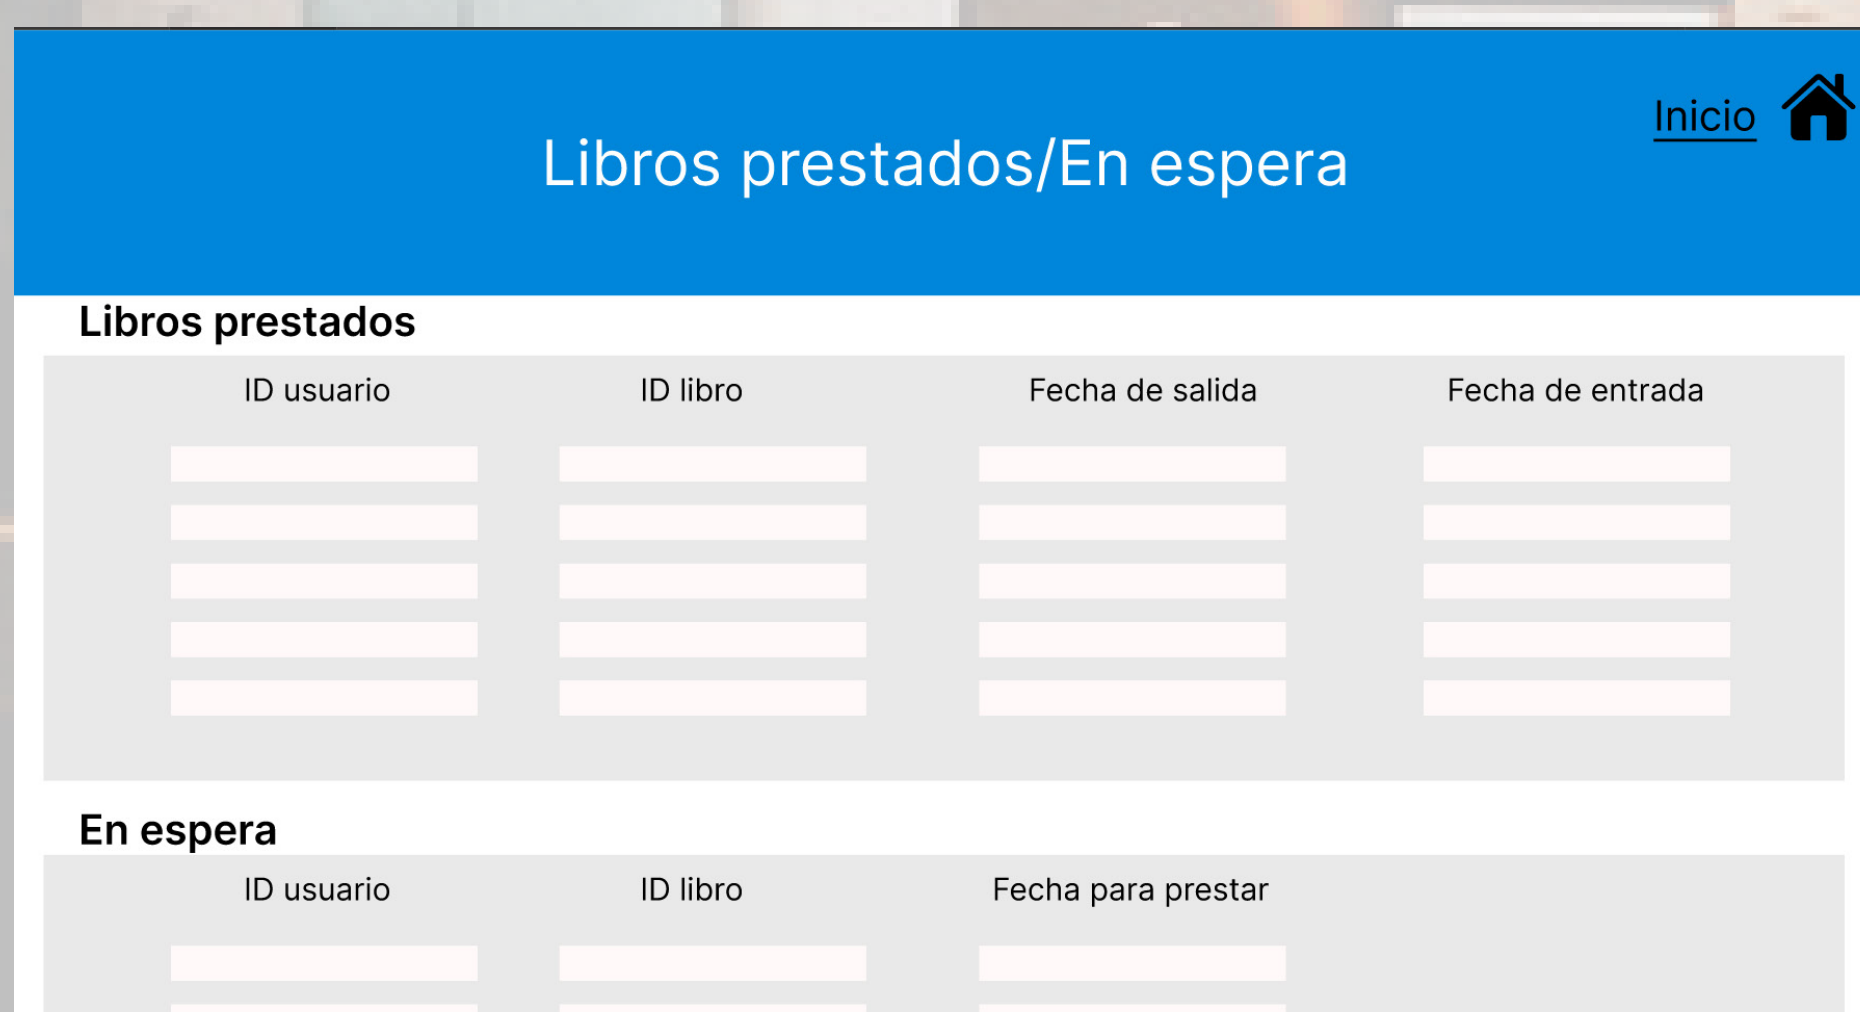 Inicio
Libros prestados/En espera
Libros prestados
ID usuario ID libro Fecha de salida Fecha de entrada
En espera
ID usuario ID libro Fecha para prestar